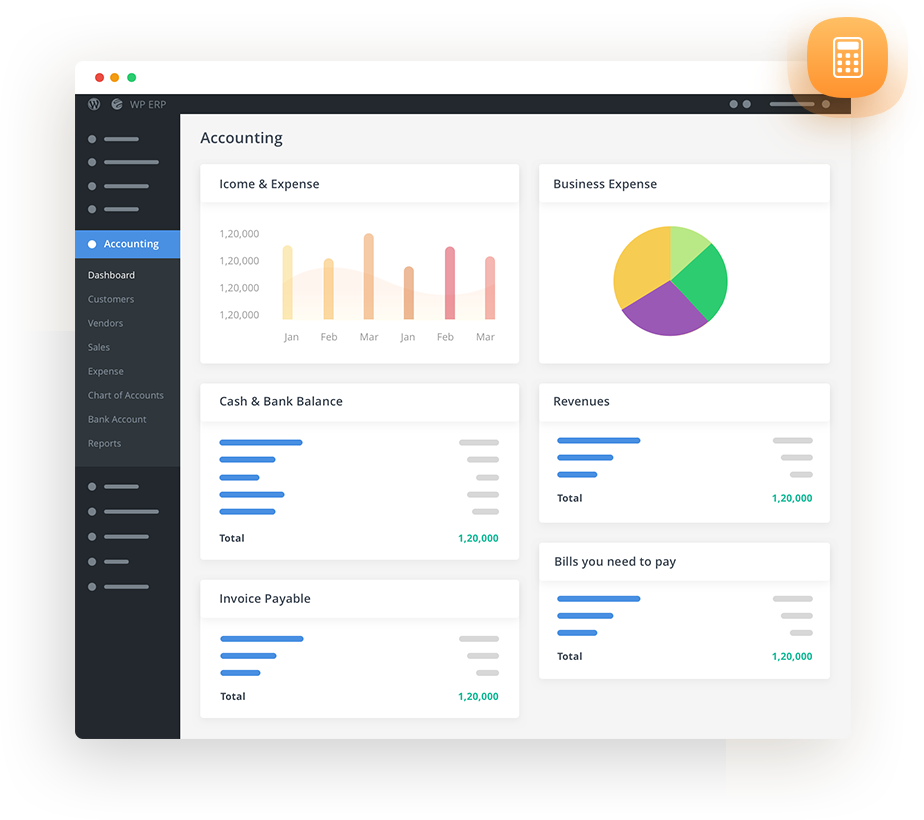 WP ERP
Accounting
Dashboard
Customers
Vendors
Sales
Expense
Chart of Accounts
Bank Account
Reports
Accounting
Icome & Expense
1,20,000
1,20,000
1,20,000
1,20,000
Jan Feb Mar Jan Feb Mar
Business Expense
Cash & Bank Balance
Total 1,20,000
Revenues
Total 1,20,000
Invoice Payable
Total 1,20,000
Bills you need to pay
Total 1,20,000